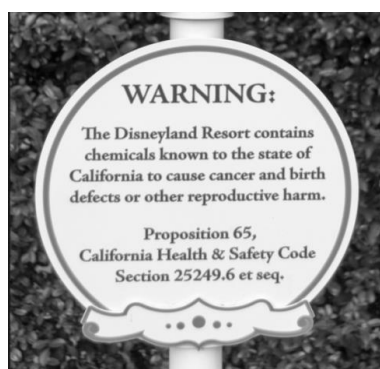 WARNING:
The Disneyland Resort contains
chemicals known to the state of
California to cause cancer and birth
defects or other reproductive harm.
Proposition 65,
California Health & Safety Code
Section 25249.6 et seq.